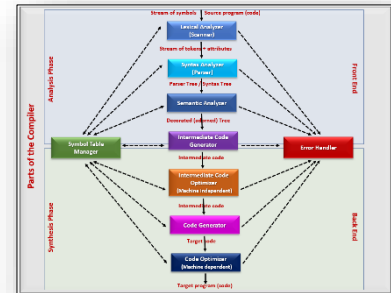 Stream of symbols
Source program (code)
Lexical Analyzer
[Scanner]
Stream of tokens + attributes
Syntax Analyzer
[Parser]
Parser Tree / Syntax Tree
Semantic Analyzer
(adorned) Tree
Intermediate Code
Generator
Intermediate code
Intermediate Code
Optimizer
(Machine independent)
Intermediate code
Code Generator
Target code
Code Optimizer
(Machine dependent)
Target program (code)
Symbol Table
Manager
Error Handler
Parts of the Compiler
Analysis Phase
Synthesis Phase
Front End
Back End